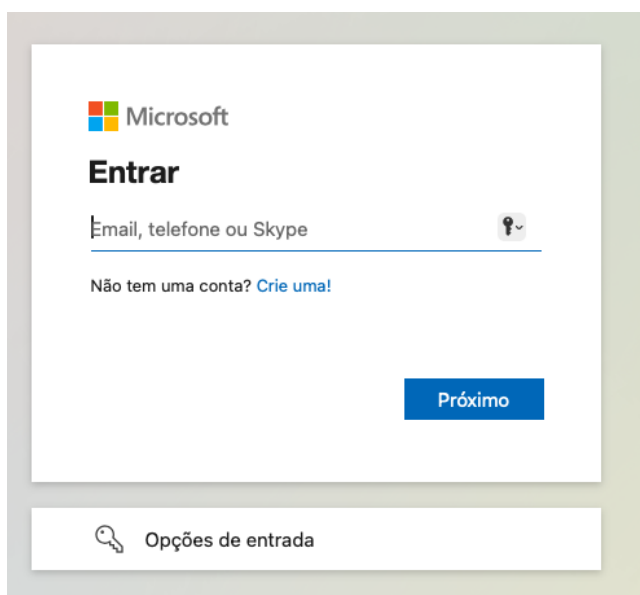 Microsoft
Entrar
Email, telefone ou Skype
Não tem uma conta? Crie uma!
Próximo
Opções de entrada